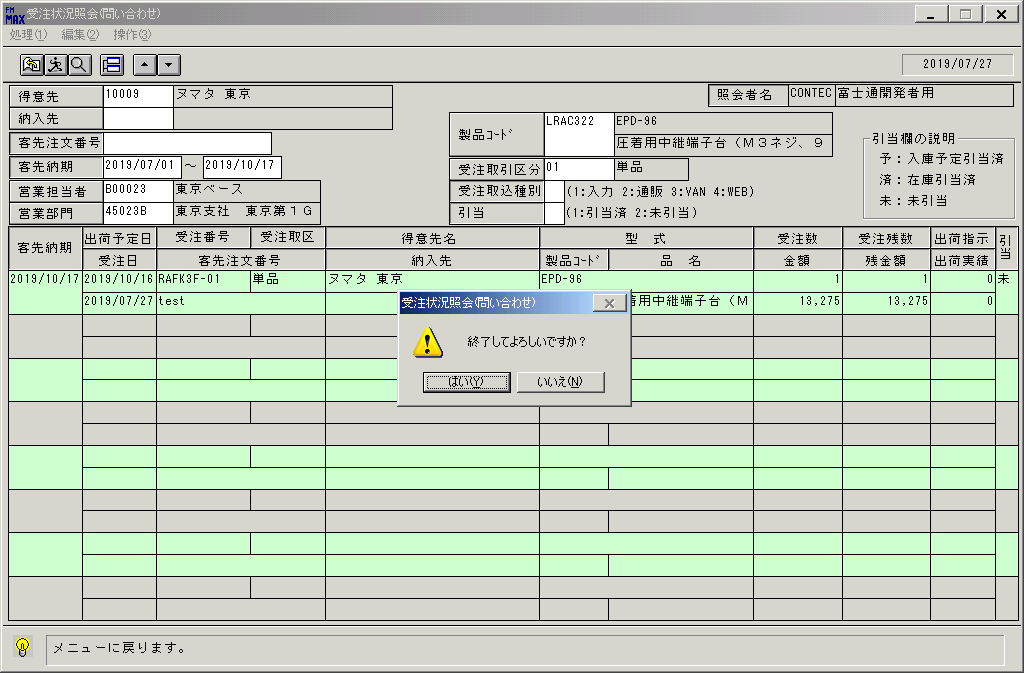 FM MAX 受注状況照会(問い合わせ)
処理(1) 編集(2) 操作(3)
2019/07/27
得意先 10009 ヌマタ 東京
照会者名 CONTEC 富士通開発者用
納入先
製品コード LRAC322 EPD-96
圧着用中継端子台（Ｍ３ネジ、９
客先注文番号
客先納期 2019/07/01 ～ 2019/10/17
受注取引区分 01 単品
営業担当者 B00023 東京ベース
受注取込種別 (1:入力 2:通販 3:VAN 4:WEB)
営業部門 45023B 東京支社 東京第１Ｇ
引当 (1:引当済 2:未引当)
引当欄の説明
予：入庫予定引当済
済：在庫引当済
未：未引当
客先納期 出荷予定日 受注番号 受注取区 得意先名 型 式 受注数 受注残数 出荷指示 引当
受注日 客先注文番号 納入先 製品コード 品 名 金額 残金額 出荷実績
2019/10/17 2019/10/16 RAFK3F-01 単品 ヌマタ 東京 EPD-96 1 1 0 未
2019/07/27 test 着用中継端子台（Ｍ 13,275 13,275 0
受注状況照会(問い合わせ)
終了してよろしいですか？
はい(Y) いいえ(N)
メニューに戻ります。